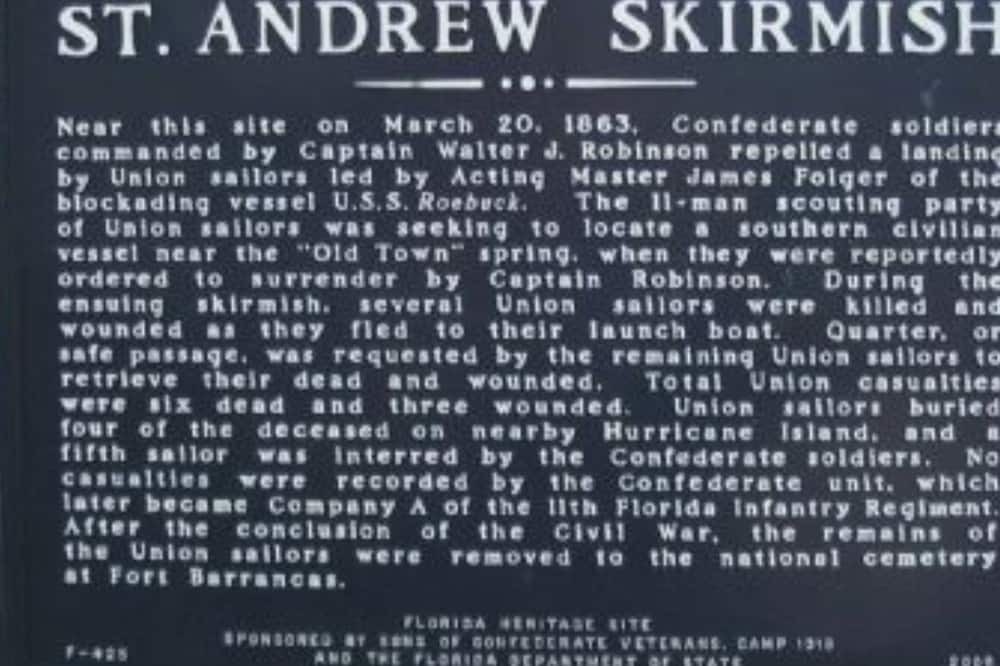 ST. ANDREW SKIRMISH
Near this site on March 20, 1863, Confederate soldiers
commanded by Captain Walter J. Robinson repelled a landing
by Union sailors led by Acting Master James Folger of the
blockading vessel U.S.S. Roebuck. The 11-man scouting party
of Union sailors was seeking to locate a southern civilian
vessel near the "Old Town" spring, when they were reportedly
ordered to surrender by Captain Robinson. During the
ensuing skirmish, several Union sailors were killed and
wounded as they fled to their launch boat. Quarter, or
safe passage, was requested by the remaining Union sailors to
retrieve their dead and wounded. Total Union casualties
were six dead and three wounded. Union sailors buried
four of the deceased on nearby Hurricane Island, and a
fifth sailor was interred by the Confederate soldiers. No
casualties were recorded by the Confederate unit, which
later became Company A of the 11th Florida Infantry Regiment.
After the conclusion of the Civil War, the remains of
the Union sailors were removed to the national cemetery
at Fort Barrancas.
FLORIDA HERITAGE SITE
SPONSORED BY SONS OF CONFEDERATE VETERANS, CAMP 1319
F-425 AND THE FLORIDA DEPARTMENT OF STATE